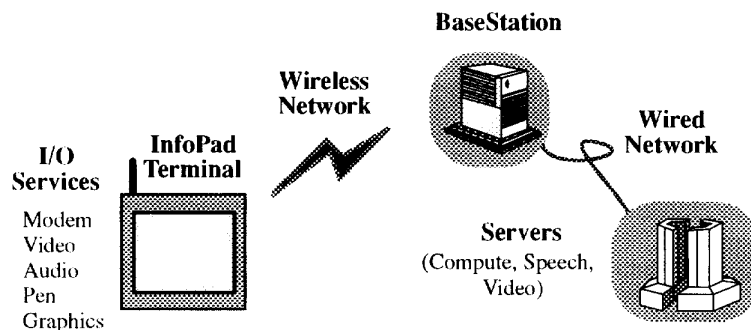 BaseStation
Wireless
Network
Wired
Network
InfoPad
Terminal
I/O
Services
Modem
Video
Audio
Pen
Graphics
Servers
(Compute, Speech,
Video)